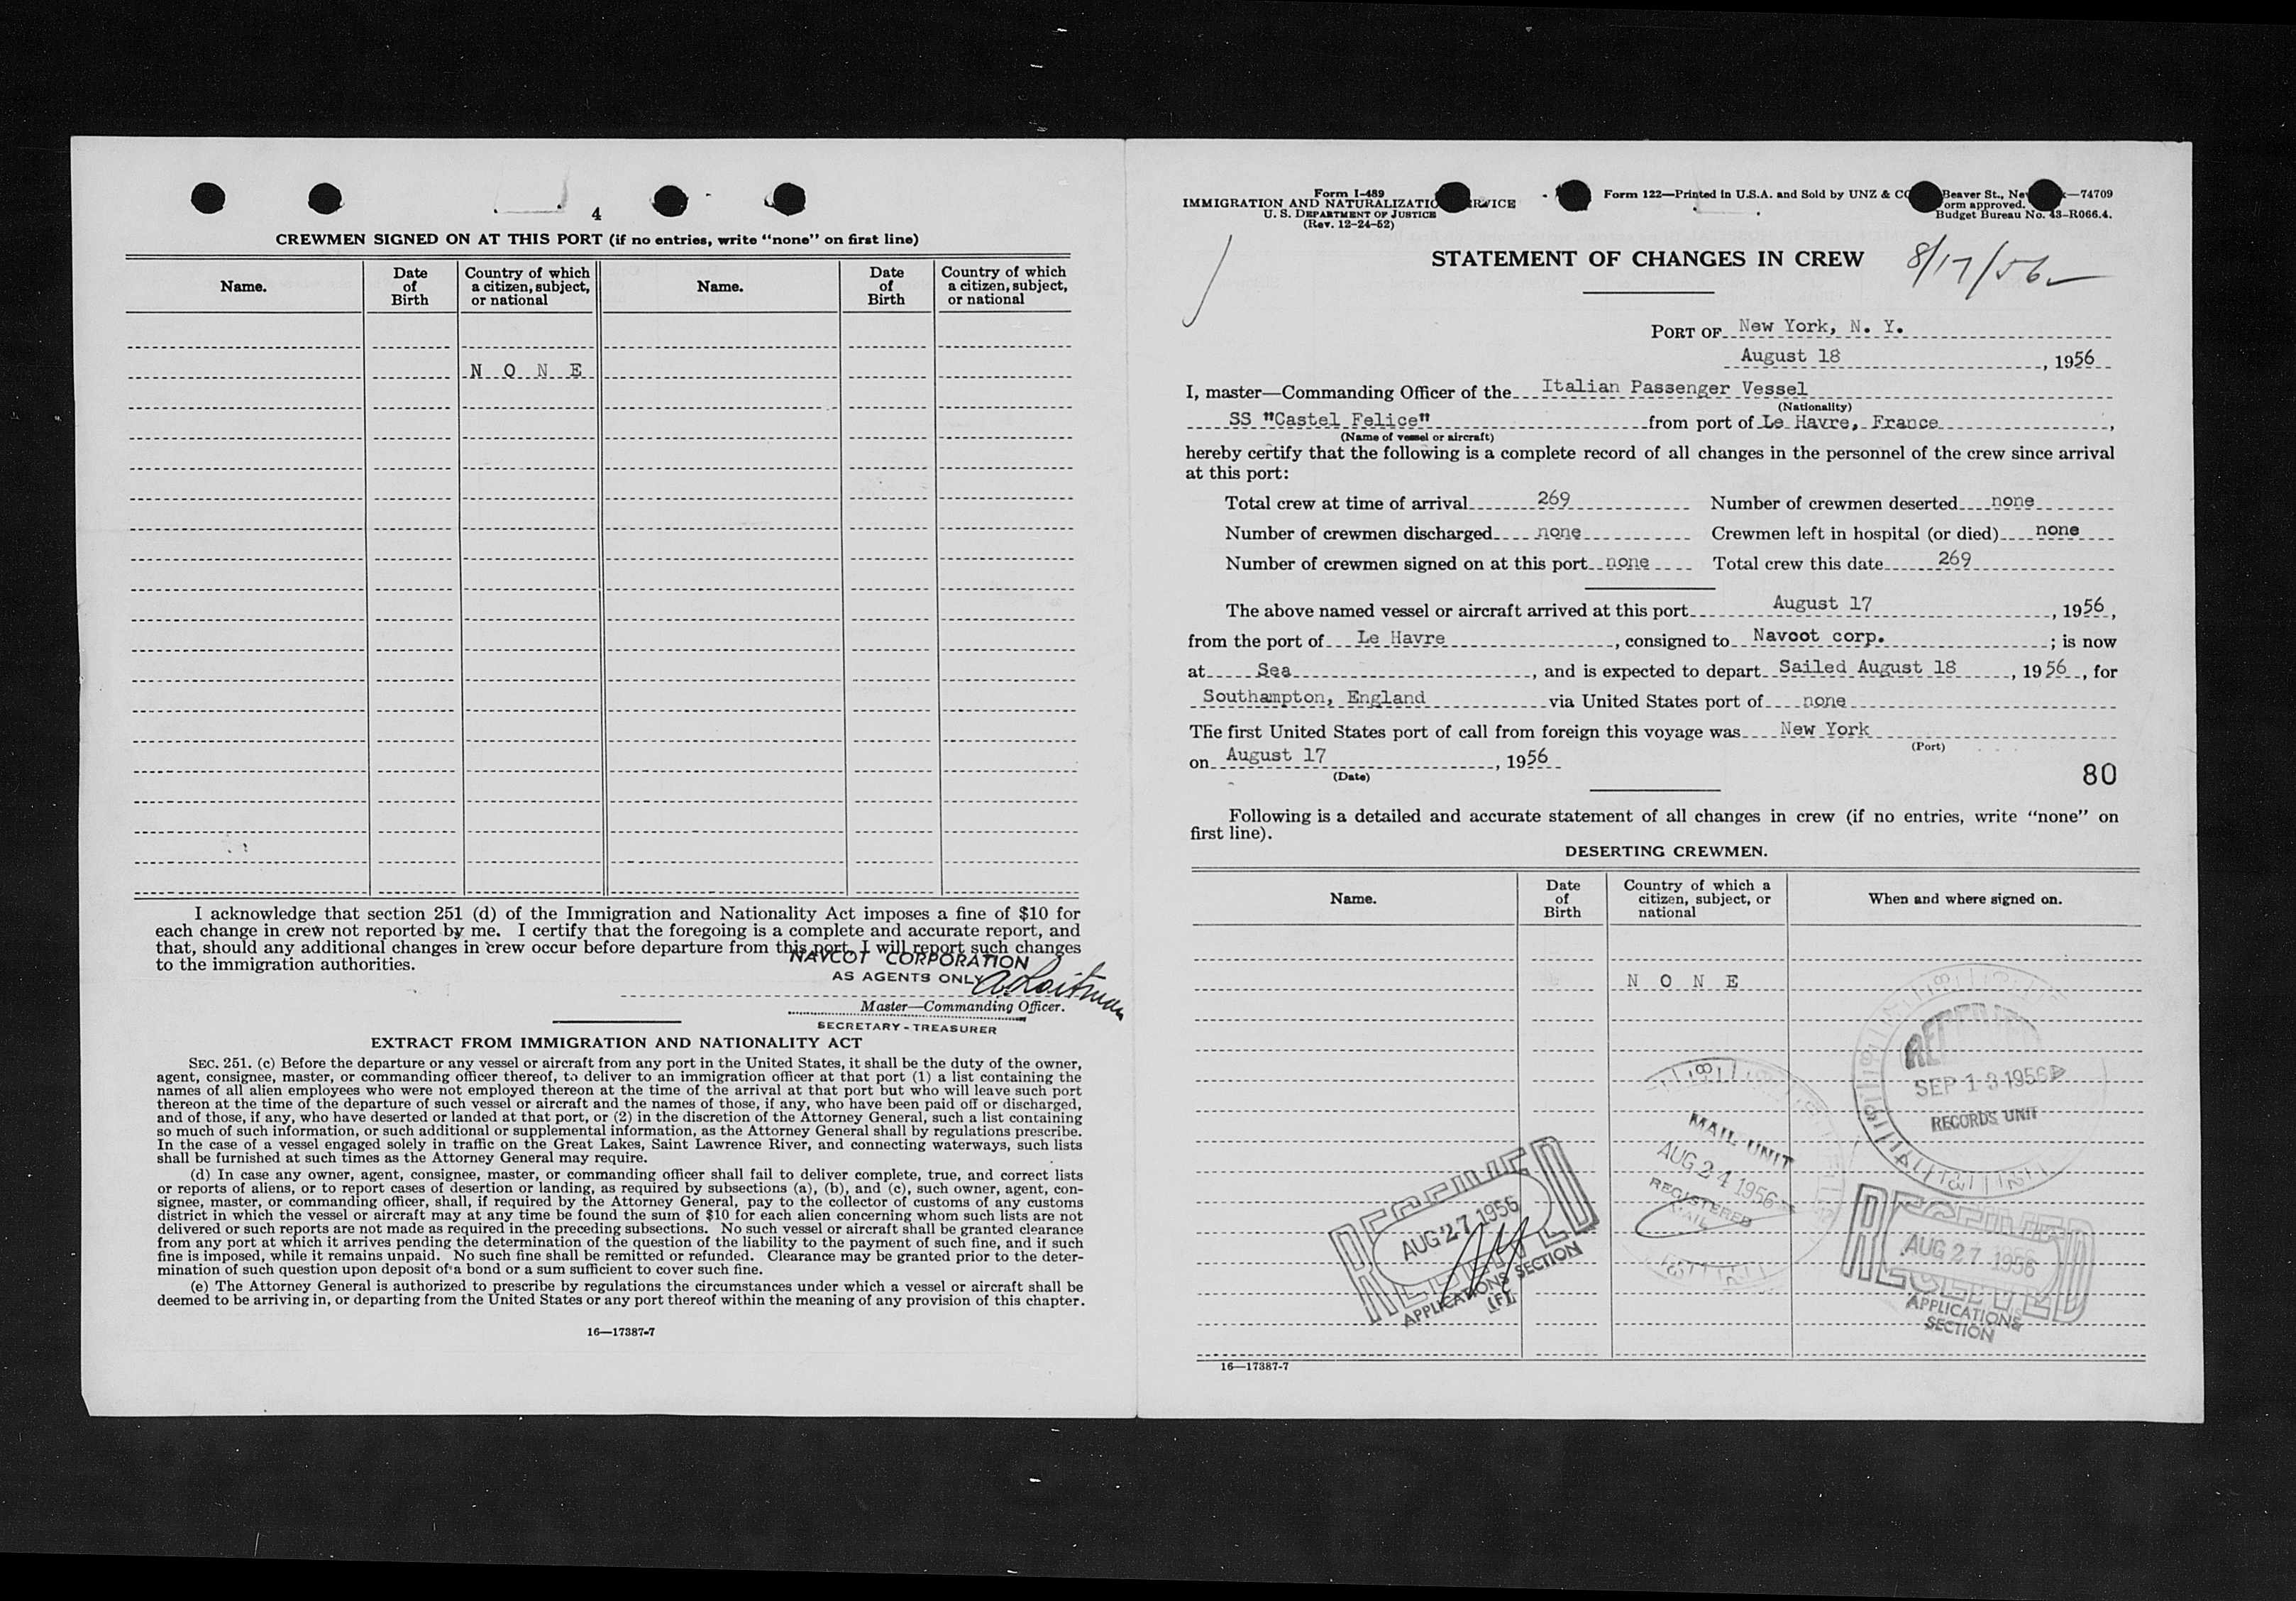 4
CREWMEN SIGNED ON AT THIS PORT (if no entries, write "none" on first line)
Name. Date of Birth Country of which a citizen, subject, or national Name. Date of Birth Country of which a citizen, subject, or national
N O N E
I acknowledge that section 251 (d) of the Immigration and Nationality Act imposes a fine of $10 for
each change in crew not reported by me. I certify that the foregoing is a complete and accurate report, and
that, should any additional changes in crew occur before departure from this port, I will report such changes
to the immigration authorities.
NAVCOT CORPORATION
AS AGENTS ONLY
Master—Commanding Officer.
SECRETARY-TREASURER
EXTRACT FROM IMMIGRATION AND NATIONALITY ACT
SEC. 251. (c) Before the departure or any vessel or aircraft from any port in the United States, it shall be the duty of the owner,
agent, consignee, master, or commanding officer thereof, to deliver to an immigration officer at that port (1) a list containing the
names of all alien employees who were not employed thereon at the time of the arrival at that port but who will leave such port
thereon at the time of the departure of such vessel or aircraft and the names of those, if any, who have been paid off or discharged,
and of those, if any, who have deserted or landed at that port, or (2) in the discretion of the Attorney General, such a list containing
so much of such information, or such additional or supplemental information, as the Attorney General shall by regulations prescribe.
In the case of a vessel engaged solely in traffic on the Great Lakes, Saint Lawrence River, and connecting waterways, such lists
shall be furnished at such times as the Attorney General may require.
(d) In case any owner, agent, consignee, master, or commanding officer shall fail to deliver complete, true, and correct lists
or reports of aliens, or to report cases of desertion or landing, as required by subsections (a), (b), and (c), such owner, agent, con-
signee, master, or commanding officer, shall, if required by the Attorney General, pay to the collector of customs of any customs
district in which the vessel or aircraft may at any time be found the sum of $10 for each alien concerning whom such lists are not
delivered or such reports are not made as required in the preceding subsections. No such vessel or aircraft shall be granted clearance
from any port at which it arrives pending the determination of the question of the liability to the payment of such fine, and if such
fine is imposed, while it remains unpaid. No such fine shall be remitted or refunded. Clearance may be granted prior to the deter-
mination of such question upon deposit of a bond or a sum sufficient to cover such fine.
(e) The Attorney General is authorized to prescribe by regulations the circumstances under which a vessel or aircraft shall be
deemed to be arriving in, or departing from the United States or any port thereof within the meaning of any provision of this chapter.
16—17387-7
Form I-489
IMMIGRATION AND NATURALIZATIO RVICE
U. S. DEPARTMENT OF JUSTICE
(Rev. 12-24-52)
Form 122—Printed in U.S.A. and Sold by UNZ & CO Beaver St., Ne —74709
orm approved.
Budget Bureau No. 43-R066.4.
STATEMENT OF CHANGES IN CREW
8/17/56
PORT OF New York, N. Y.
August 18, 1956
I, master—Commanding Officer of the Italian Passenger Vessel
(Nationality)
SS "Castel Felice" from port of Le Havre, France,
(Name of vessel or aircraft)
hereby certify that the following is a complete record of all changes in the personnel of the crew since arrival
at this port:
Total crew at time of arrival 269 Number of crewmen deserted none
Number of crewmen discharged none Crewmen left in hospital (or died) none
Number of crewmen signed on at this port none Total crew this date 269
The above named vessel or aircraft arrived at this port August 17, 1956,
from the port of Le Havre, consigned to Navcot corp.; is now
at Sea, and is expected to depart Sailed August 18, 1956, for
Southampton, England via United States port of none
The first United States port of call from foreign this voyage was New York
(Port)
on August 17, 1956
(Date)
80
Following is a detailed and accurate statement of all changes in crew (if no entries, write "none" on
first line).
DESERTING CREWMEN.
Name. Date of Birth Country of which a citizen, subject, or national When and where signed on.
N O N E
RECEIVED
SEP 13 1956
RECORDS UNIT
MAIL UNIT
AUG 24 1956
REGISTERED
MAIL
RECEIVED
AUG 27 1956
RECEIVED
APPLICATIONS SECTION
RECEIVED
AUG 27 1956
RECEIVED
APPLICATIONS
SECTION
16—17387-7